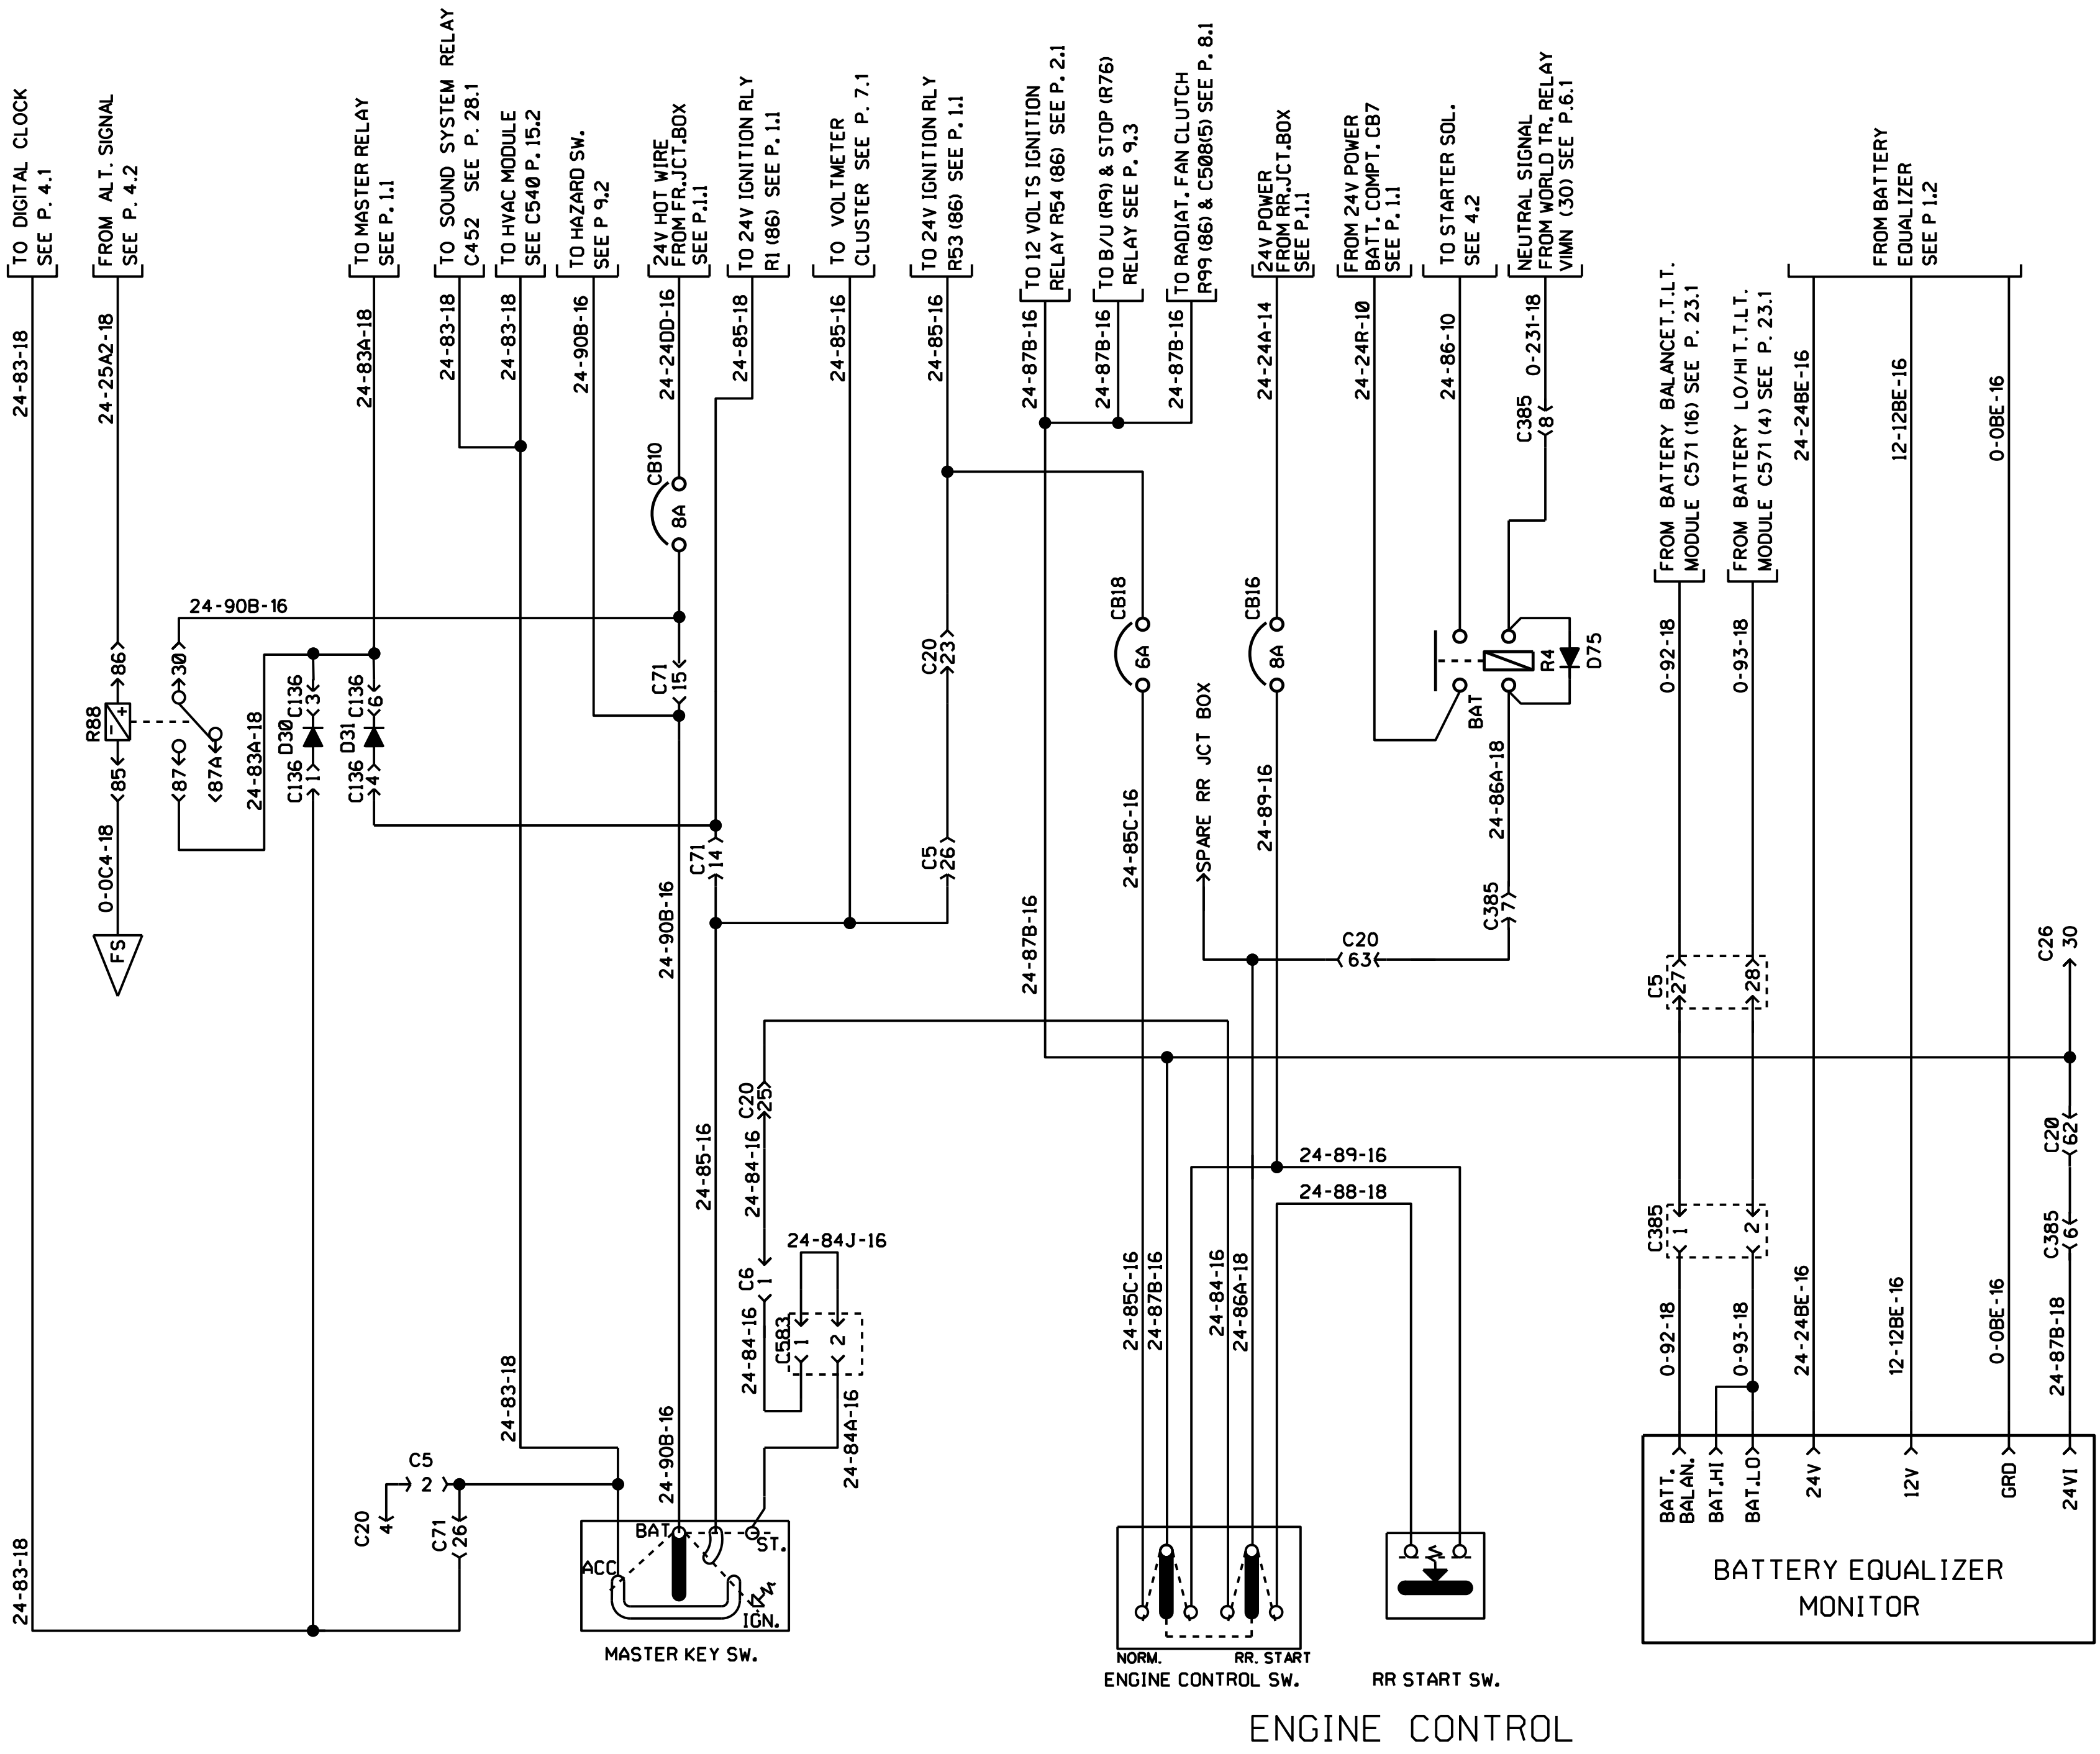 TO DIGITAL CLOCK
SEE P. 4.1
FROM ALT. SIGNAL
SEE P. 4.2
TO MASTER RELAY
SEE P. 1.1
TO SOUND SYSTEM RELAY
C452 SEE P. 28.1
TO HVAC MODULE
SEE C540 P. 15.2
TO HAZARD SW.
SEE P 9.2
24V HOT WIRE
FROM FR.JCT.BOX
SEE P.1.1
TO 24V IGNITION RLY
R1 (86) SEE P. 1.1
TO VOLTMETER
CLUSTER SEE P. 7.1
TO 24V IGNITION RLY
R53 (86) SEE P. 1.1
TO 12 VOLTS IGNITION
RELAY R54 (86) SEE P. 2.1
TO B/U (R9) & STOP (R76)
RELAY SEE P. 9.3
TO RADIAT. FAN CLUTCH
R99 (86) & C508(5) SEE P. 8.1
24V POWER
FROM RR.JCT.BOX
SEE P.1.1
FROM 24V POWER
BATT. COMPT. CB7
SEE P. 1.1
TO STARTER SOL.
SEE 4.2
NEUTRAL SIGNAL
FROM WORLD TR. RELAY
VIMN (30) SEE P.6.1
FROM BATTERY BALANCET.T.LT.
MODULE C571 (16) SEE P. 23.1
FROM BATTERY LO/HI T.T.LT.
MODULE C571 (4) SEE P. 23.1
FROM BATTERY
EQUALIZER
SEE P 1.2
24-83-18
24-25A2-18
24-83A-18
24-83-18
24-83-18
24-90B-16
24-24DD-16
24-85-18
24-85-16
24-85-16
24-87B-16
24-87B-16
24-87B-16
24-24A-14
24-24R-10
24-86-10
0-231-18
C385
8
24-24BE-16
12-12BE-16
0-0BE-16
CB10
8A
24-90B-16
86
30
R88
+
-
85
87
87A
24-83A-18
C136
3
D30
C136
1
C136
6
D31
C136
4
C71
15
C20
23
CB18
6A
CB16
8A
R4
D75
BAT
0-92-18
0-93-18
SPARE RR JCT BOX
0-0C4-18
FS
C71
14
24-90B-16
C5
26
24-85C-16
24-89-16
24-86A-18
C385
7
C20
63
24-87B-16
C5
27
28
C26
30
C20
25
24-85-16
24-84-16
24-89-16
24-88-18
C20
62
C385
1
2
C385
6
24-84J-16
C6
1
24-84-16
C583
1
2
24-84A-16
24-85C-16
24-87B-16
24-84-16
24-86A-18
0-92-18
0-93-18
24-24BE-16
12-12BE-16
0-0BE-16
24-87B-18
24-83-18
24-90B-16
C5
2
C20
4
C71
26
24-83-18
BAT.
ST.
ACC
IGN.
MASTER KEY SW.
NORM.
RR. START
ENGINE CONTROL SW.
RR START SW.
BATT.
BALAN.
BAT.HI
BAT.LO
24V
12V
GRD
24VI
BATTERY EQUALIZER
MONITOR
ENGINE CONTROL